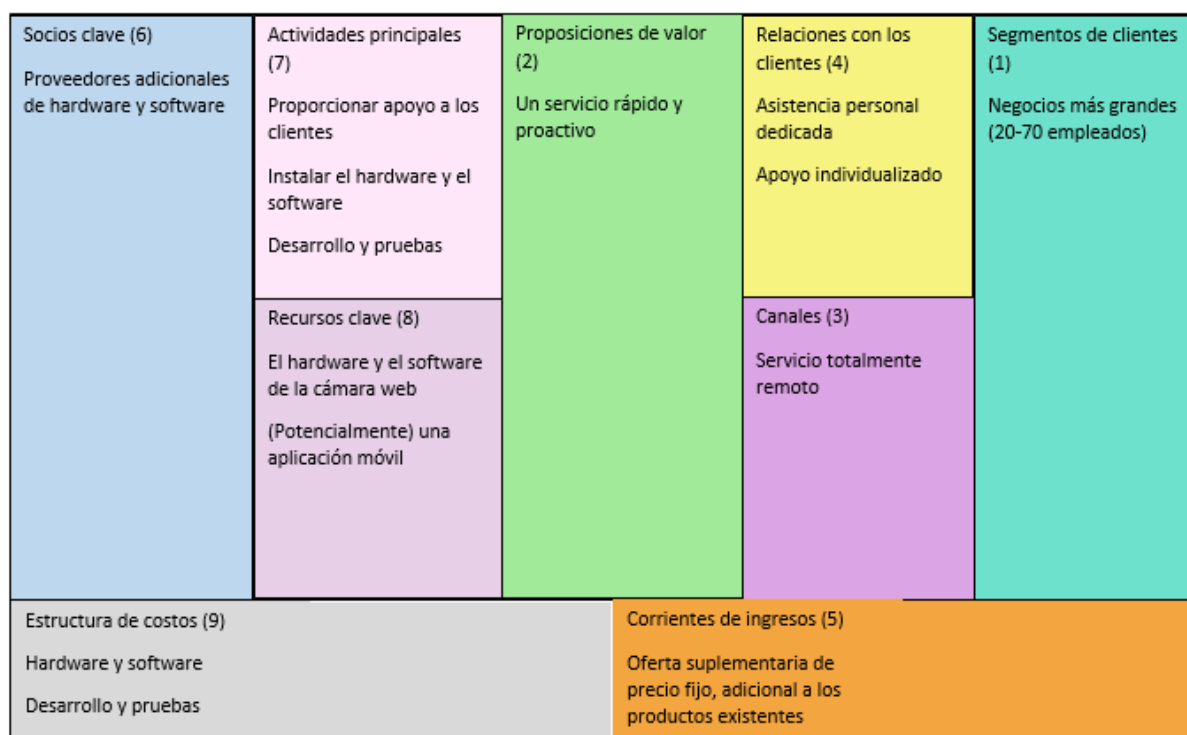 Socios clave (6)
Proveedores adicionales
de hardware y software
Actividades principales
(7)
Proporcionar apoyo a los
clientes
Instalar el hardware y el
software
Desarrollo y pruebas
Recursos clave (8)
El hardware y el software
de la cámara web
(Potencialmente) una
aplicación móvil
Proposiciones de valor
(2)
Un servicio rápido y
proactivo
Relaciones con los
clientes (4)
Asistencia personal
dedicada
Apoyo individualizado
Canales (3)
Servicio totalmente
remoto
Segmentos de clientes
(1)
Negocios más grandes
(20-70 empleados)
Estructura de costos (9)
Hardware y software
Desarrollo y pruebas
Corrientes de ingresos (5)
Oferta suplementaria de
precio fijo, adicional a los
productos existentes